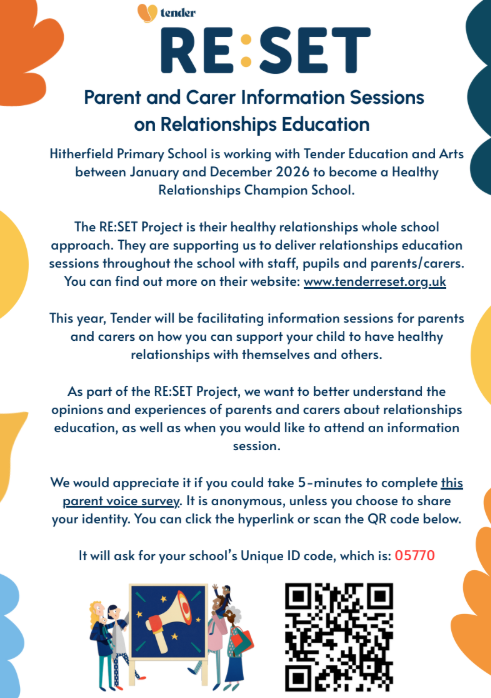 tender
RE:SET
Parent and Carer Information Sessions
on Relationships Education
Hitherfield Primary School is working with Tender Education and Arts
between January and December 2026 to become a Healthy
Relationships Champion School.
The RE:SET Project is their healthy relationships whole school
approach. They are supporting us to deliver relationships education
sessions throughout the school with staff, pupils and parents/carers.
You can find out more on their website: www.tenderreset.org.uk
This year, Tender will be facilitating information sessions for parents
and carers on how you can support your child to have healthy
relationships with themselves and others.
As part of the RE:SET Project, we want to better understand the
opinions and experiences of parents and carers about relationships
education, as well as when you would like to attend an information
session.
We would appreciate it if you could take 5-minutes to complete this
parent voice survey. It is anonymous, unless you choose to share
your identity. You can click the hyperlink or scan the QR code below.
It will ask for your school's Unique ID code, which is: 05770